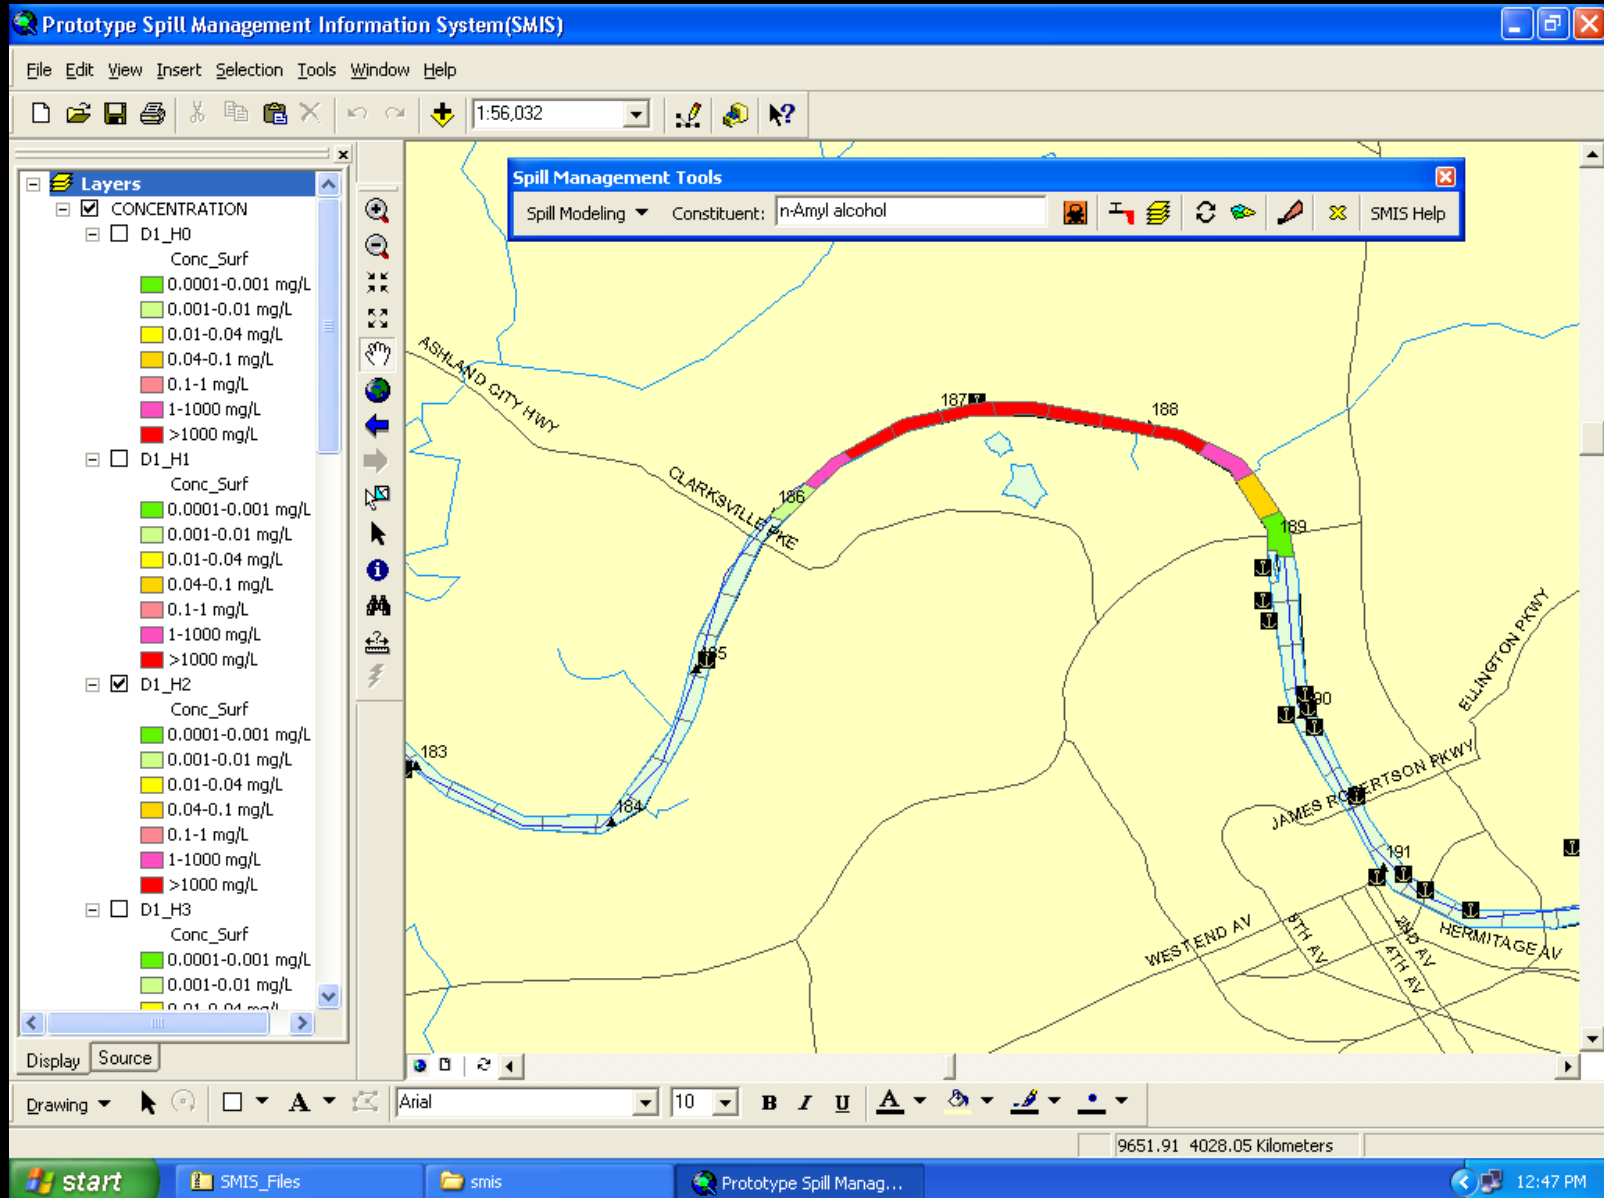 Prototype Spill Management Information System(SMIS)
File Edit View Insert Selection Tools Window Help
1:56,032
Layers
CONCENTRATION
D1_H0
Conc_Surf
0.0001-0.001 mg/L
0.001-0.01 mg/L
0.01-0.04 mg/L
0.04-0.1 mg/L
0.1-1 mg/L
1-1000 mg/L
>1000 mg/L
D1_H1
Conc_Surf
0.0001-0.001 mg/L
0.001-0.01 mg/L
0.01-0.04 mg/L
0.04-0.1 mg/L
0.1-1 mg/L
1-1000 mg/L
>1000 mg/L
D1_H2
Conc_Surf
0.0001-0.001 mg/L
0.001-0.01 mg/L
0.01-0.04 mg/L
0.04-0.1 mg/L
0.1-1 mg/L
1-1000 mg/L
>1000 mg/L
D1_H3
Conc_Surf
0.0001-0.001 mg/L
0.001-0.01 mg/L
0.01-0.04 mg/L
Display Source
Spill Management Tools
Spill Modeling Constituent: n-Amyl alcohol SMIS Help
ASHLAND CITY HWY
187
188
CLARKSVILLE PKE
186
189
185
ELLINGTON PKWY
90
183
JAMES ROBERTSON PKWY
184
191
WEST END AV
5TH AV
2ND AV
4TH AV
HERMITAGE AV
Drawing A Arial 10 B I U A
9651.91 4028.05 Kilometers
start SMIS_Files smis Prototype Spill Manag... 12:47 PM